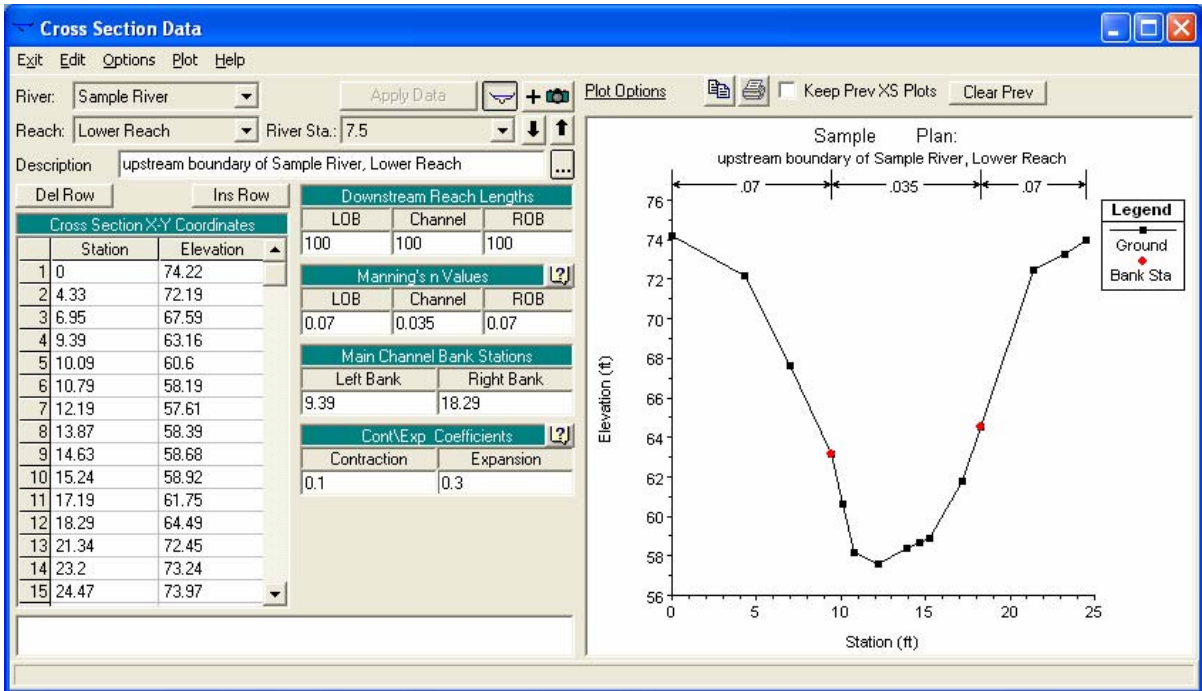 Cross Section Data
Exit Edit Options Plot Help
River: Sample River Apply Data
Reach: Lower Reach River Sta.: 7.5
Description upstream boundary of Sample River, Lower Reach ...
Del Row Ins Row
Cross Section X-Y Coordinates
Station Elevation
1 0 74.22
2 4.33 72.19
3 6.95 67.59
4 9.39 63.16
5 10.09 60.6
6 10.79 58.19
7 12.19 57.61
8 13.87 58.39
9 14.63 58.68
10 15.24 58.92
11 17.19 61.75
12 18.29 64.49
13 21.34 72.45
14 23.2 73.24
15 24.47 73.97
Downstream Reach Lengths
LOB Channel ROB
100 100 100
Manning's n Values
LOB Channel ROB
0.07 0.035 0.07
Main Channel Bank Stations
Left Bank Right Bank
9.39 18.29
Cont\Exp Coefficients
Contraction Expansion
0.1 0.3
Plot Options Keep Prev XS Plots Clear Prev
Sample Plan:
upstream boundary of Sample River, Lower Reach
.07 .035 .07
76
74
72
70
68
66
64
62
60
58
56
Elevation (ft)
0 5 10 15 20 25
Station (ft)
Legend
Ground
Bank Sta